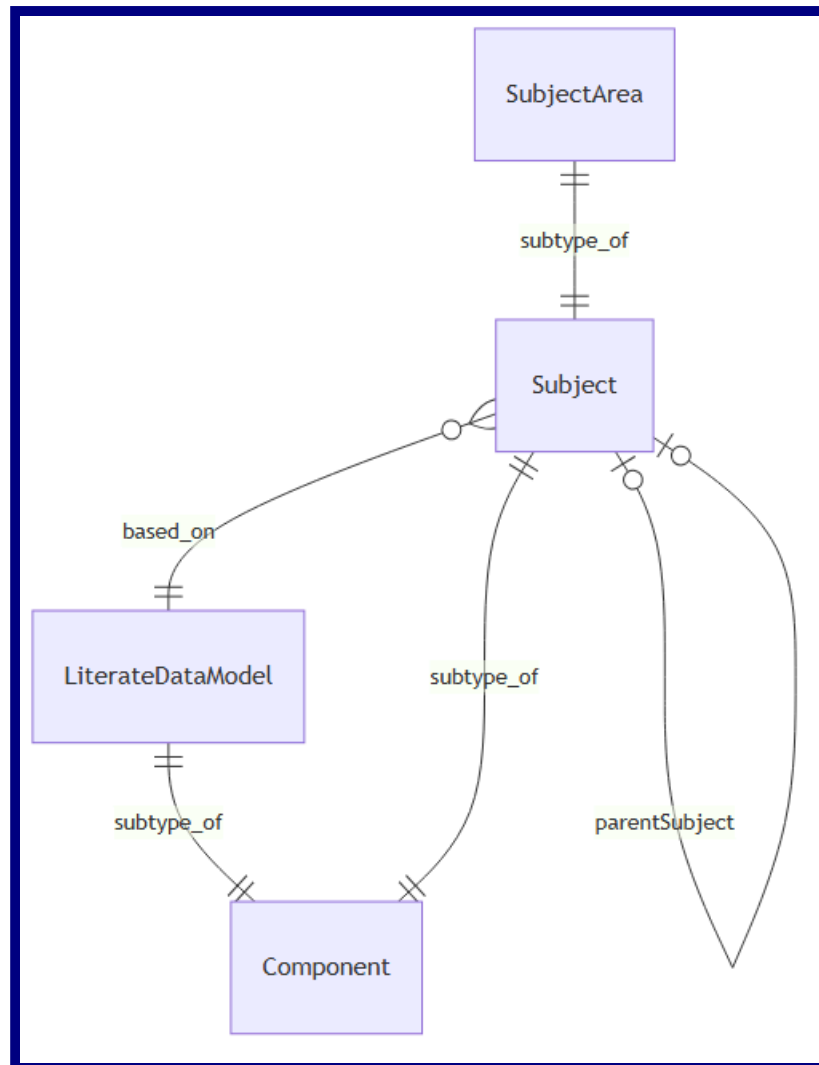 SubjectArea
subtype_of
Subject
based_on
LiterateDataModel
subtype_of
subtype_of
parentSubject
Component